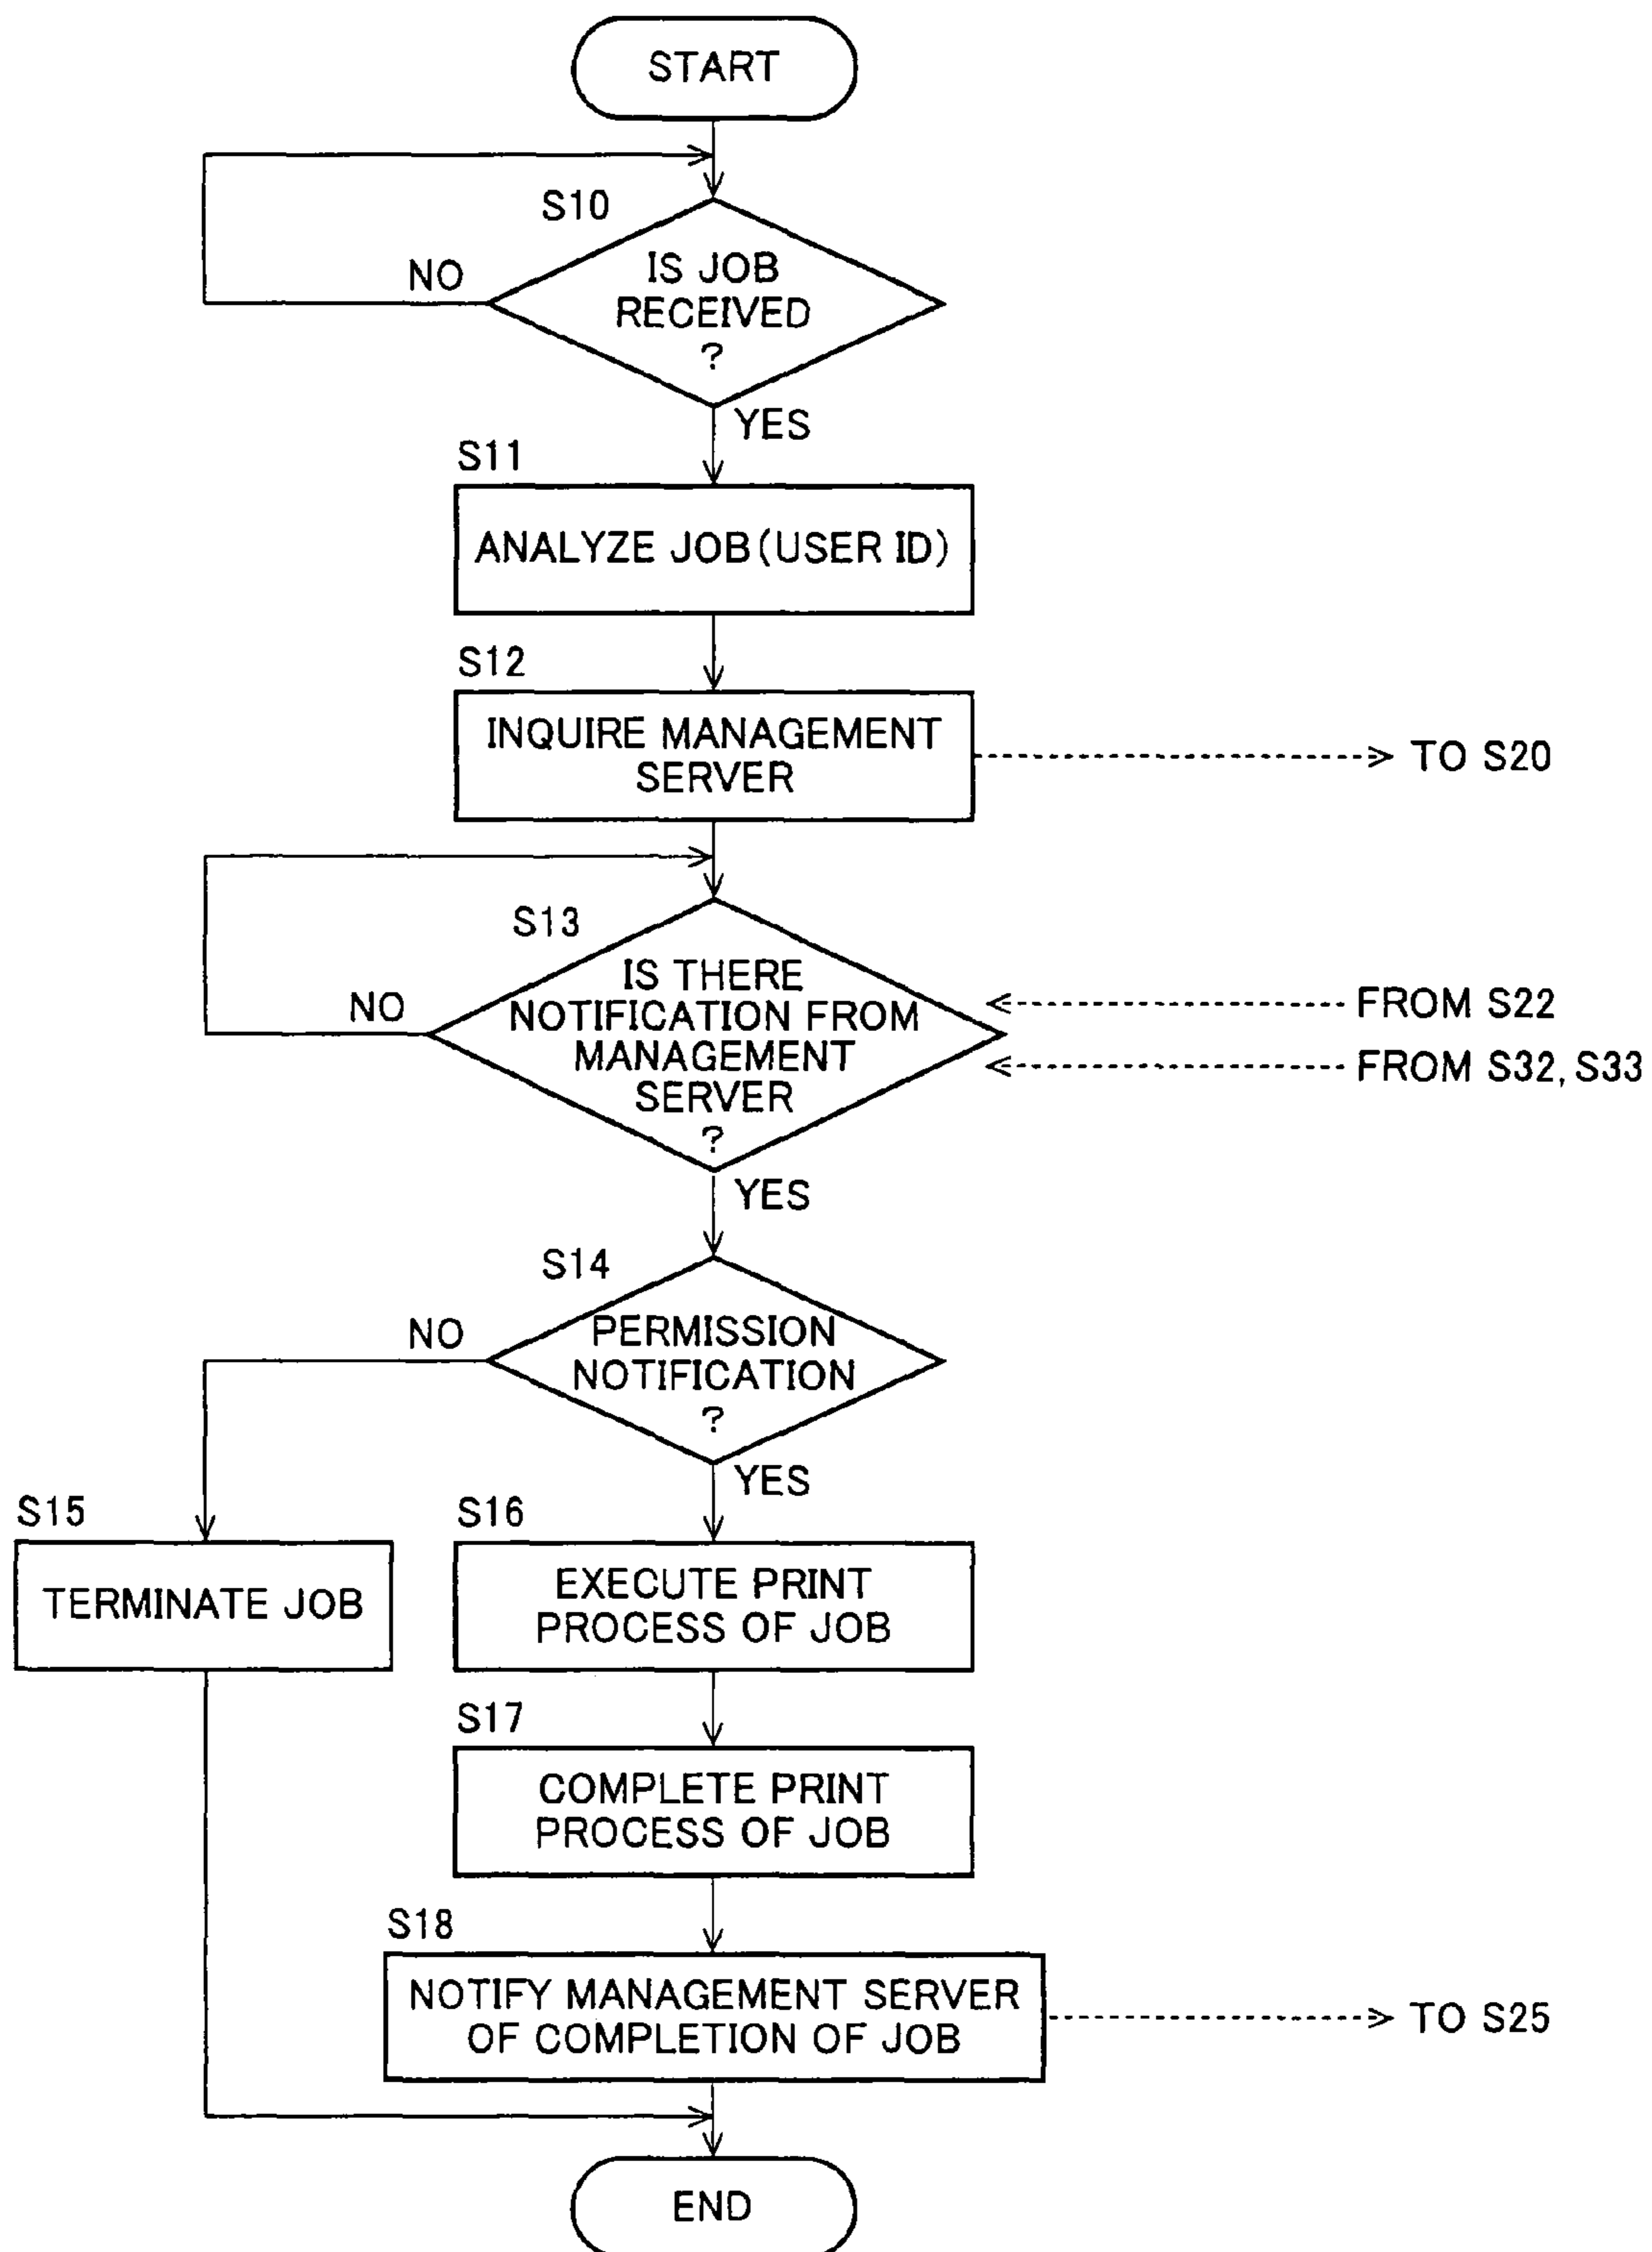 START
S10
IS JOB
RECEIVED
?
NO
YES
S11
ANALYZE JOB(USER ID)
S12
INQUIRE MANAGEMENT
SERVER
TO S20
S13
IS THERE
NOTIFICATION FROM
MANAGEMENT
SERVER
?
NO
FROM S22
FROM S32, S33
YES
S14
PERMISSION
NOTIFICATION
?
NO
YES
S15
TERMINATE JOB
S16
EXECUTE PRINT
PROCESS OF JOB
S17
COMPLETE PRINT
PROCESS OF JOB
S18
NOTIFY MANAGEMENT SERVER
OF COMPLETION OF JOB
TO S25
END